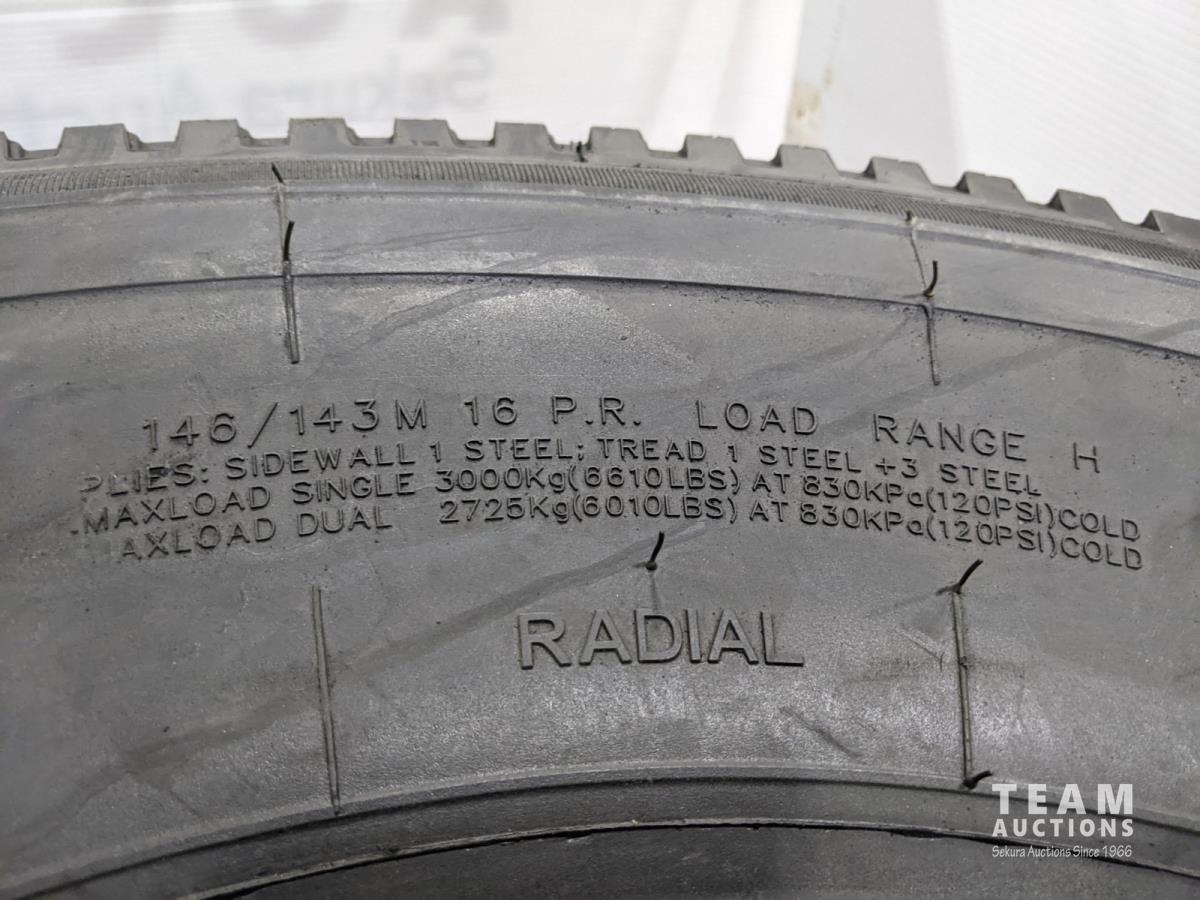 146/143M 16 P.R. LOAD RANGE H
PLIES: SIDEWALL 1 STEEL; TREAD 1 STEEL +3 STEEL
MAXLOAD SINGLE 3000Kg(6610LBS) AT 830KPa(120PSI)COLD
MAXLOAD DUAL 2725Kg(6010LBS) AT 830KPa(120PSI)COLD
RADIAL
TEAM
AUCTIONS
Sekura Auctions Since 1966